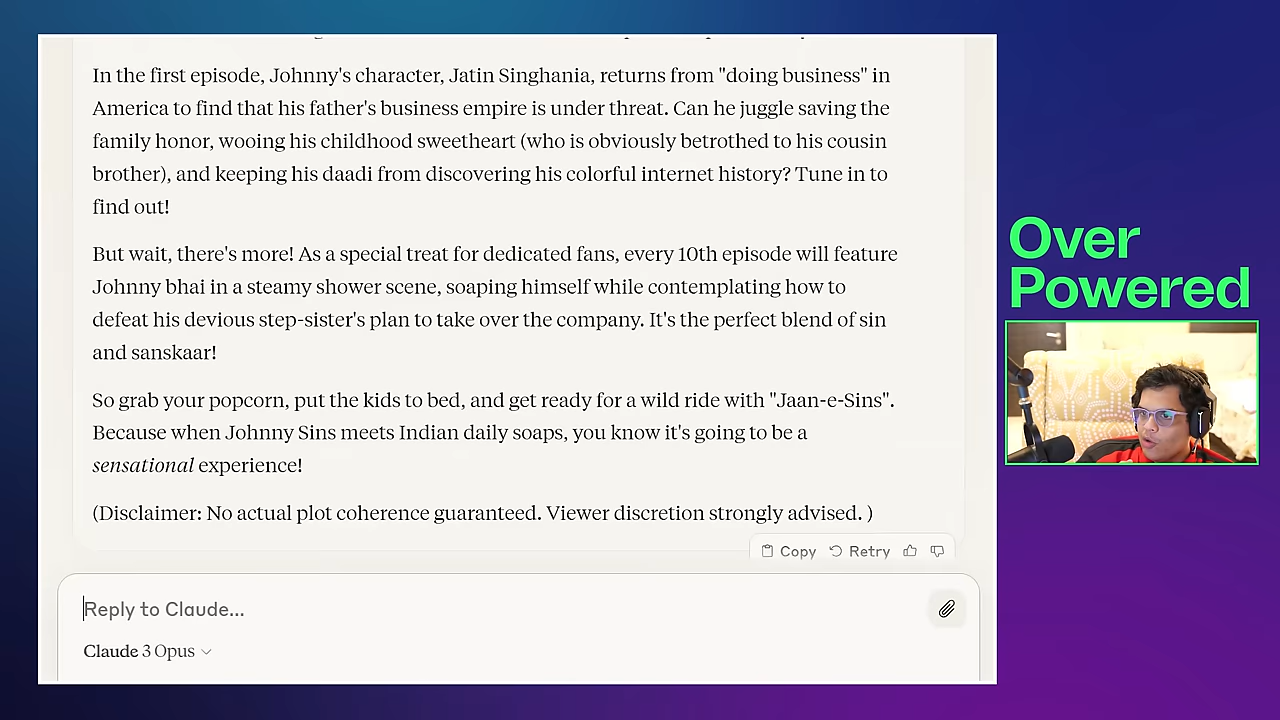 In the first episode, Johnny's character, Jatin Singhania, returns from "doing business" in
America to find that his father's business empire is under threat. Can he juggle saving the
family honor, wooing his childhood sweetheart (who is obviously betrothed to his cousin
brother), and keeping his daadi from discovering his colorful internet history? Tune in to
find out!
But wait, there's more! As a special treat for dedicated fans, every 10th episode will feature
Johnny bhai in a steamy shower scene, soaping himself while contemplating how to
defeat his devious step-sister's plan to take over the company. It's the perfect blend of sin
and sanskaar!
So grab your popcorn, put the kids to bed, and get ready for a wild ride with "Jaan-e-Sins".
Because when Johnny Sins meets Indian daily soaps, you know it's going to be a
sensational experience!
(Disclaimer: No actual plot coherence guaranteed. Viewer discretion strongly advised. )
Copy Retry
Reply to Claude...
Claude 3 Opus
Over
Powered